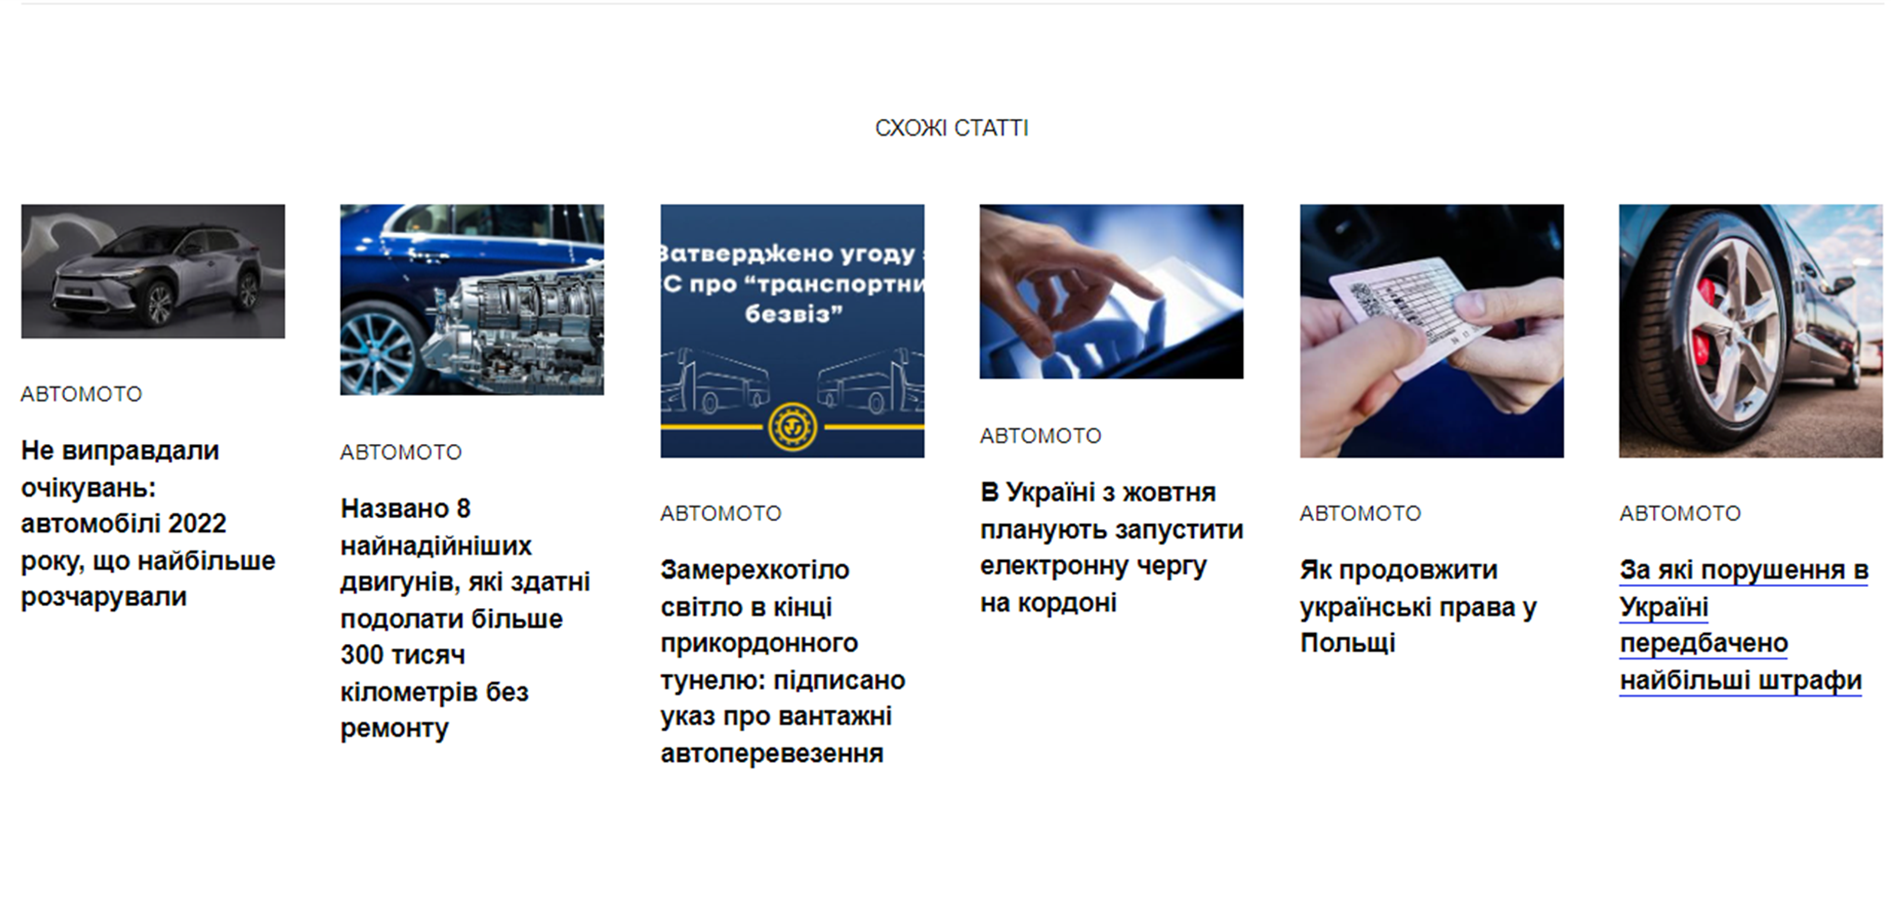 СХОЖІ СТАТТІ
АВТОМОТО
Не виправдали
очікувань:
автомобілі 2022
року, що найбільше
розчарували
АВТОМОТО
Названо 8
найнадійніших
двигунів, які здатні
подолати більше
300 тисяч
кілометрів без
ремонту
Затверджено угоду
ЄС про “транспортни
безвіз”
АВТОМОТО
Замерехкотіло
світло в кінці
прикордонного
тунелю: підписано
указ про вантажні
автоперевезення
АВТОМОТО
В Україні з жовтня
планують запустити
електронну чергу
на кордоні
АВТОМОТО
Як продовжити
українські права у
Польщі
АВТОМОТО
За які порушення в
Україні
передбачено
найбільші штрафи